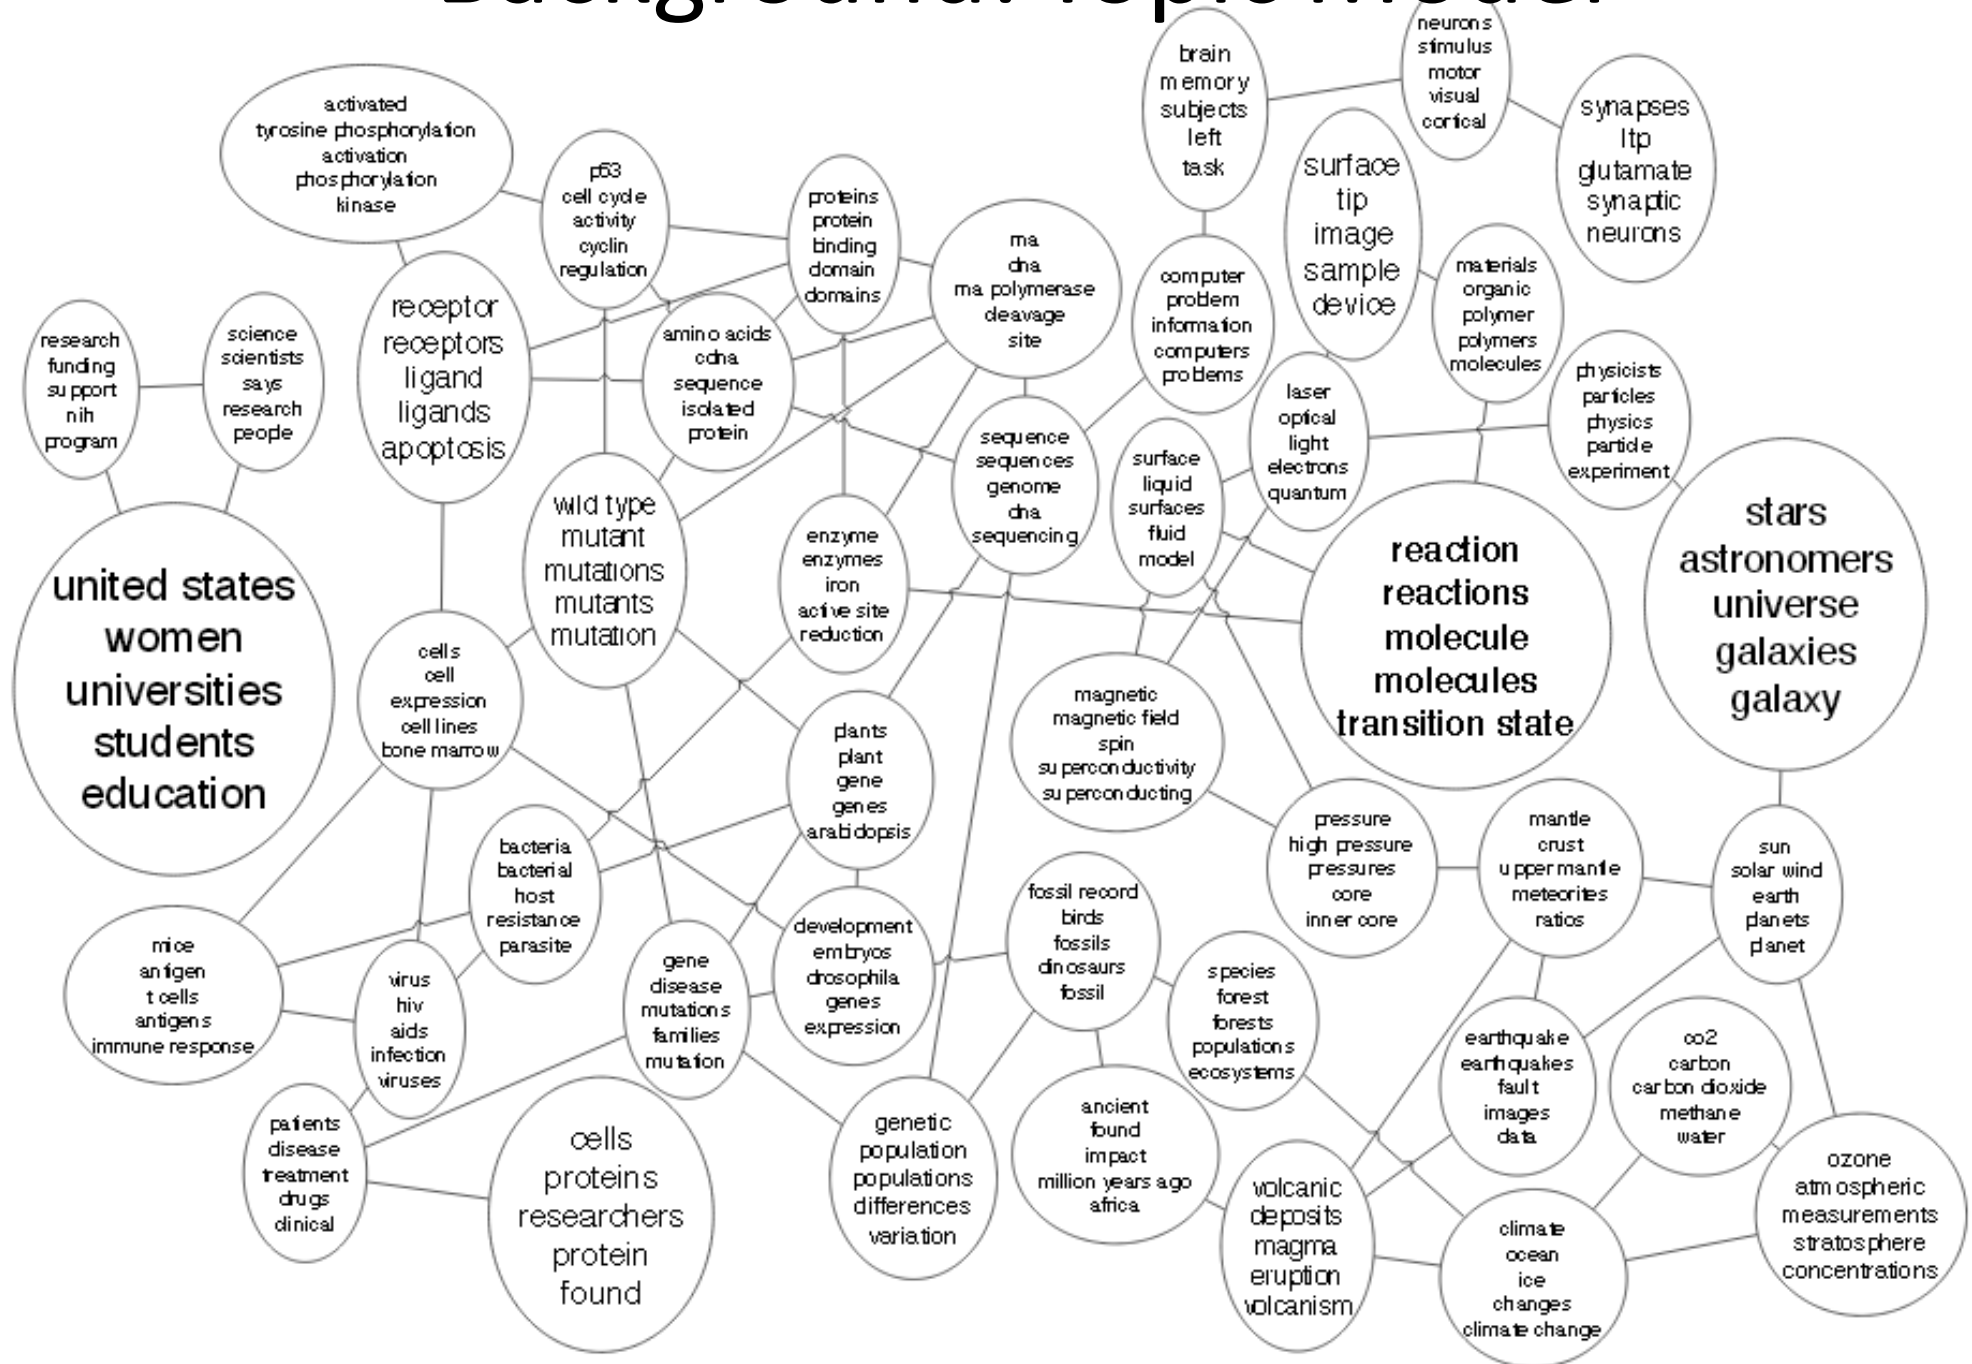 Background: Topic Model
neurons
stimulus
motor
visual
cortical
brain
memory
subjects
left
task
synapses
ltp
glutamate
synaptic
neurons
activated
tyrosine phosphorylation
activation
phosphorylation
kinase
p53
cell cycle
activity
cyclin
regulation
proteins
protein
binding
domain
domains
rna
dna
rna polymerase
cleavage
site
computer
problem
information
computers
problems
surface
tip
image
sample
device
materials
organic
polymer
polymers
molecules
research
funding
support
nih
program
science
scientists
says
research
people
receptor
receptors
ligand
ligands
apoptosis
amino acids
cdna
sequence
isolated
protein
sequence
sequences
genome
dna
sequencing
surface
liquid
surfaces
fluid
model
laser
optical
light
electrons
quantum
physicists
particles
physics
particle
experiment
united states
women
universities
students
education
wild type
mutant
mutations
mutants
mutation
enzyme
enzymes
iron
active site
reduction
reaction
reactions
molecule
molecules
transition state
stars
astronomers
universe
galaxies
galaxy
cells
cell
expression
cell lines
bone marrow
plants
plant
gene
genes
arabidopsis
magnetic
magnetic field
spin
superconductivity
superconducting
bacteria
bacterial
host
resistance
parasite
pressure
high pressure
pressures
core
inner core
mantle
crust
upper mantle
meteorites
ratios
sun
solar wind
earth
planets
planet
mice
antigen
t cells
antigens
immune response
virus
hiv
aids
infection
viruses
gene
disease
mutations
families
mutation
development
embryos
drosophila
genes
expression
fossil record
birds
fossils
dinosaurs
fossil
species
forest
forests
populations
ecosystems
earthquake
earthquakes
fault
images
data
co2
carbon
carbon dioxide
methane
water
patients
disease
treatment
drugs
clinical
cells
proteins
researchers
protein
found
genetic
population
populations
differences
variation
ancient
found
impact
million years ago
africa
volcanic
deposits
magma
eruption
volcanism
climate
ocean
ice
changes
climate change
ozone
atmospheric
measurements
stratosphere
concentrations